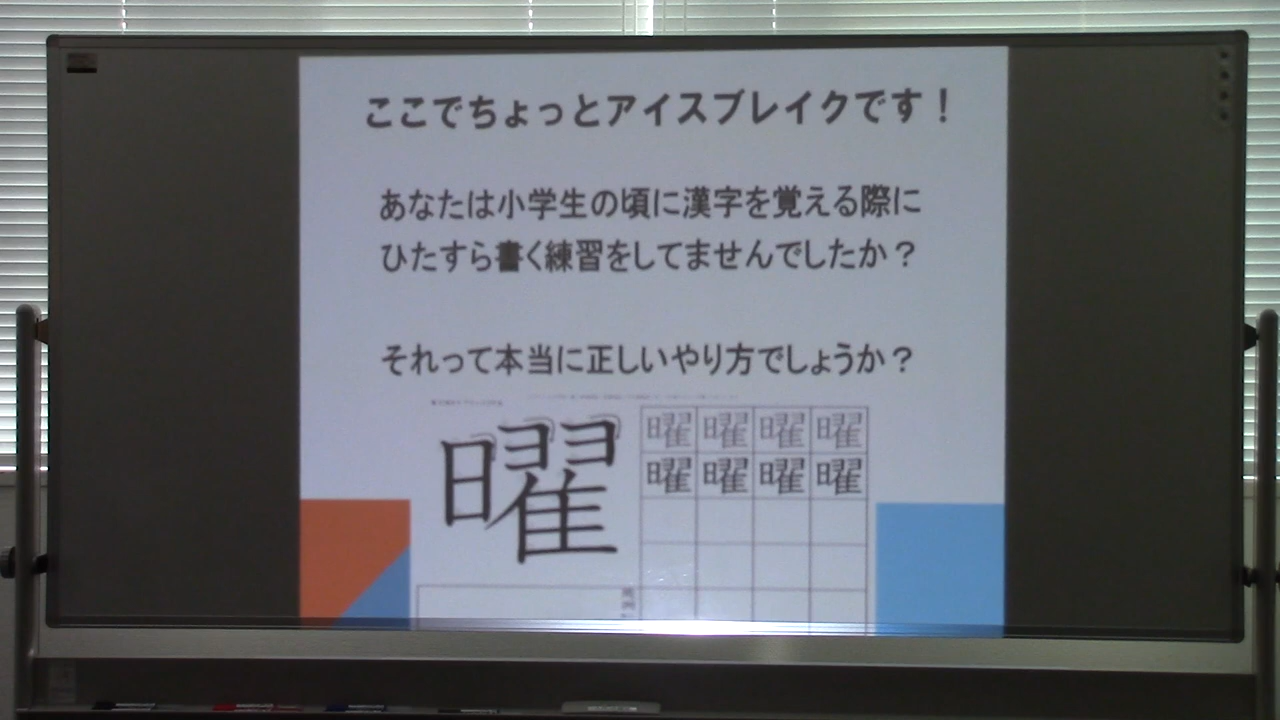 ここでちょっとアイスブレイクです！
あなたは小学生の頃に漢字を覚える際に
ひたすら書く練習をしてませんでしたか？
それって本当に正しいやり方でしょうか？
曜
曜 曜 曜 曜
曜 曜 曜 曜